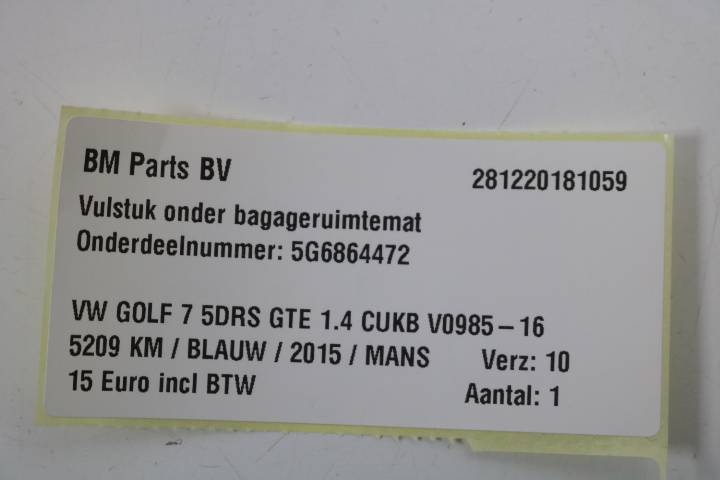 BM Parts BV 281220181059
Vulstuk onder bagageruimtemat
Onderdeelnummer: 5G6864472
VW GOLF 7 5DRS GTE 1.4 CUKB V0985-16
5209 KM / BLAUW / 2015 / MANS Verz: 10
15 Euro incl BTW Aantal: 1